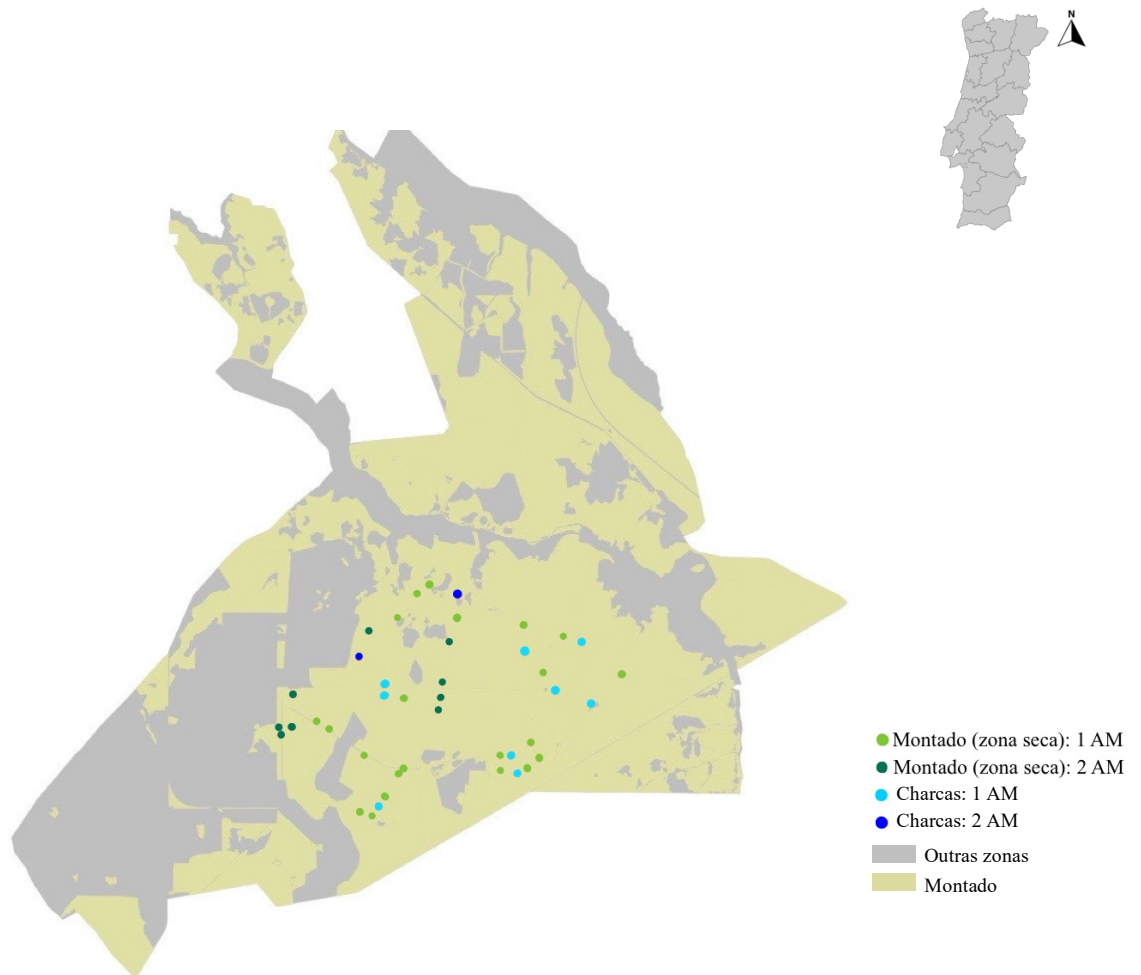 N
Montado (zona seca): 1 AM
Montado (zona seca): 2 AM
Charcas: 1 AM
Charcas: 2 AM
Outras zonas
Montado